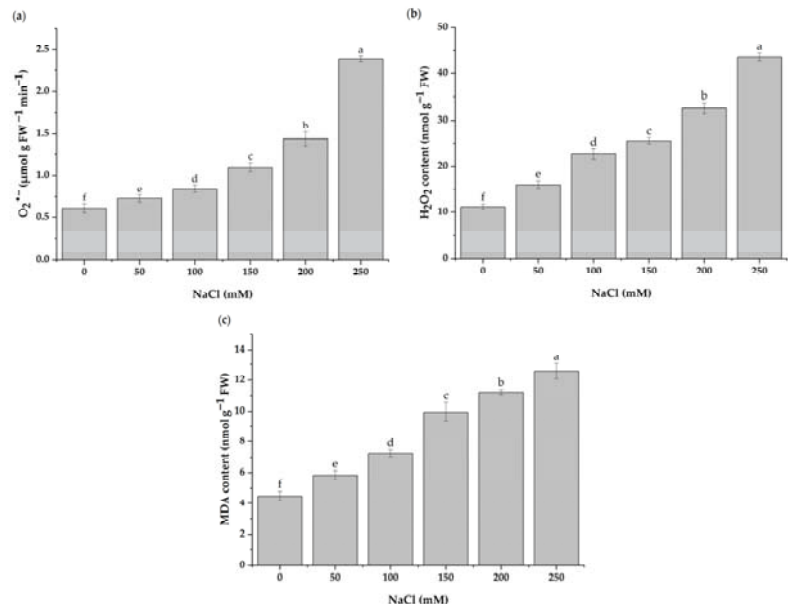 (a)
O₂•− (μmol g FW⁻¹ min⁻¹)
2.5
2.0
1.5
1.0
0.5
0.0
f
e
d
c
b
a
0 50 100 150 200 250
NaCl (mM)
(b)
H₂O₂ content (nmol g⁻¹ FW)
50
40
30
20
10
0
f
e
d
c
b
a
0 50 100 150 200 250
NaCl (mM)
(c)
MDA content (nmol g⁻¹ FW)
14
12
10
8
6
4
2
0
f
e
d
c
b
a
0 50 100 150 200 250
NaCl (mM)